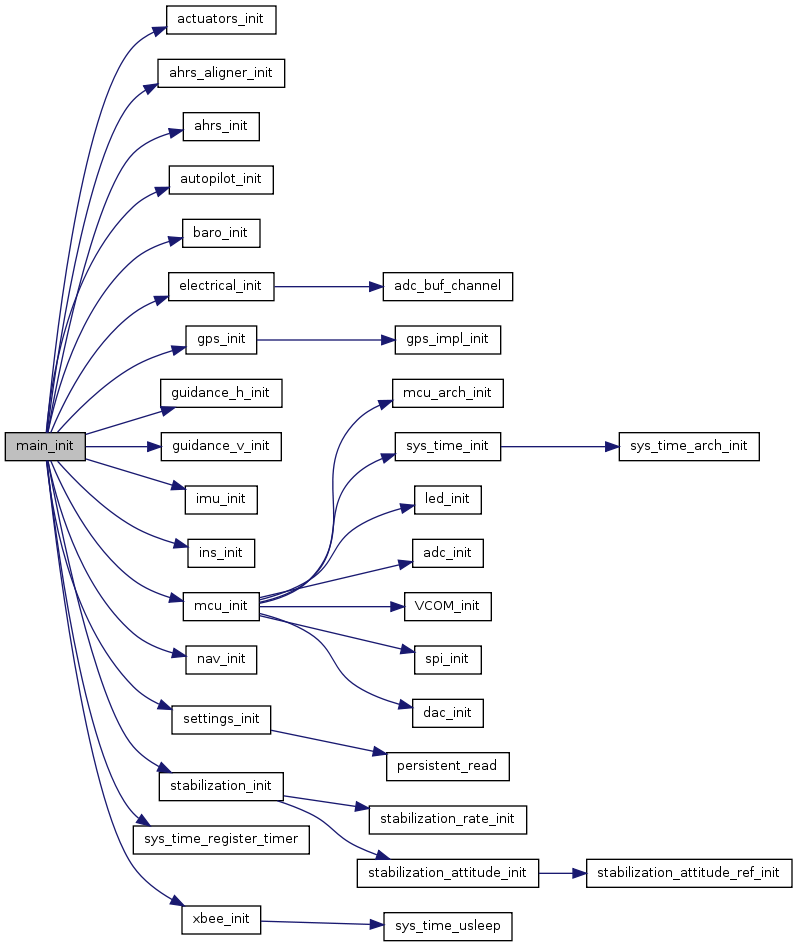 actuators_init
ahrs_aligner_init
ahrs_init
autopilot_init
baro_init
electrical_init
adc_buf_channel
gps_init
gps_impl_init
guidance_h_init
mcu_arch_init
main_init
guidance_v_init
sys_time_init
sys_time_arch_init
imu_init
led_init
ins_init
adc_init
mcu_init
VCOM_init
nav_init
spi_init
settings_init
dac_init
persistent_read
stabilization_init
stabilization_rate_init
sys_time_register_timer
stabilization_attitude_init
stabilization_attitude_ref_init
xbee_init
sys_time_usleep